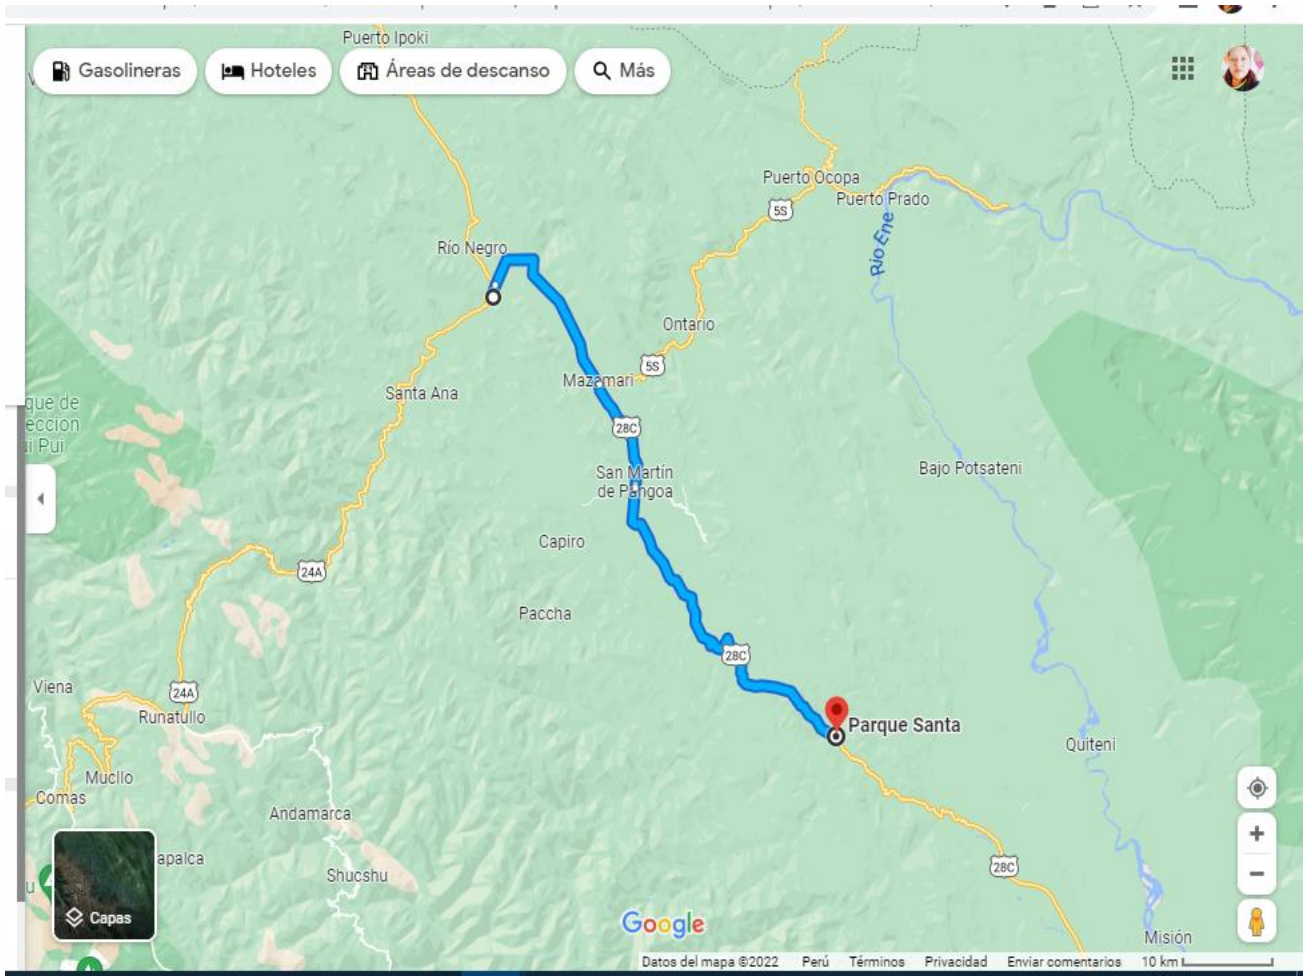 Puerto Ipoki
Gasolineras
Hoteles
Áreas de descanso
Más
Puerto Ocopa
Puerto Prado
5S
Río Ene
Río Negro
Ontario
5S
Mazamari
Santa Ana
que de
eccion
i Pui
28C
San Martín
de Pangoa
Bajo Potsateni
Capiro
24A
Paccha
28C
Viena
24A
Runatullo
Parque Santa
Quiteni
Mucllo
Comas
Andamarca
apalca
Shucshu
28C
u
Capas
Google
Misión
Datos del mapa ©2022 Perú Términos Privacidad Enviar comentarios 10 km